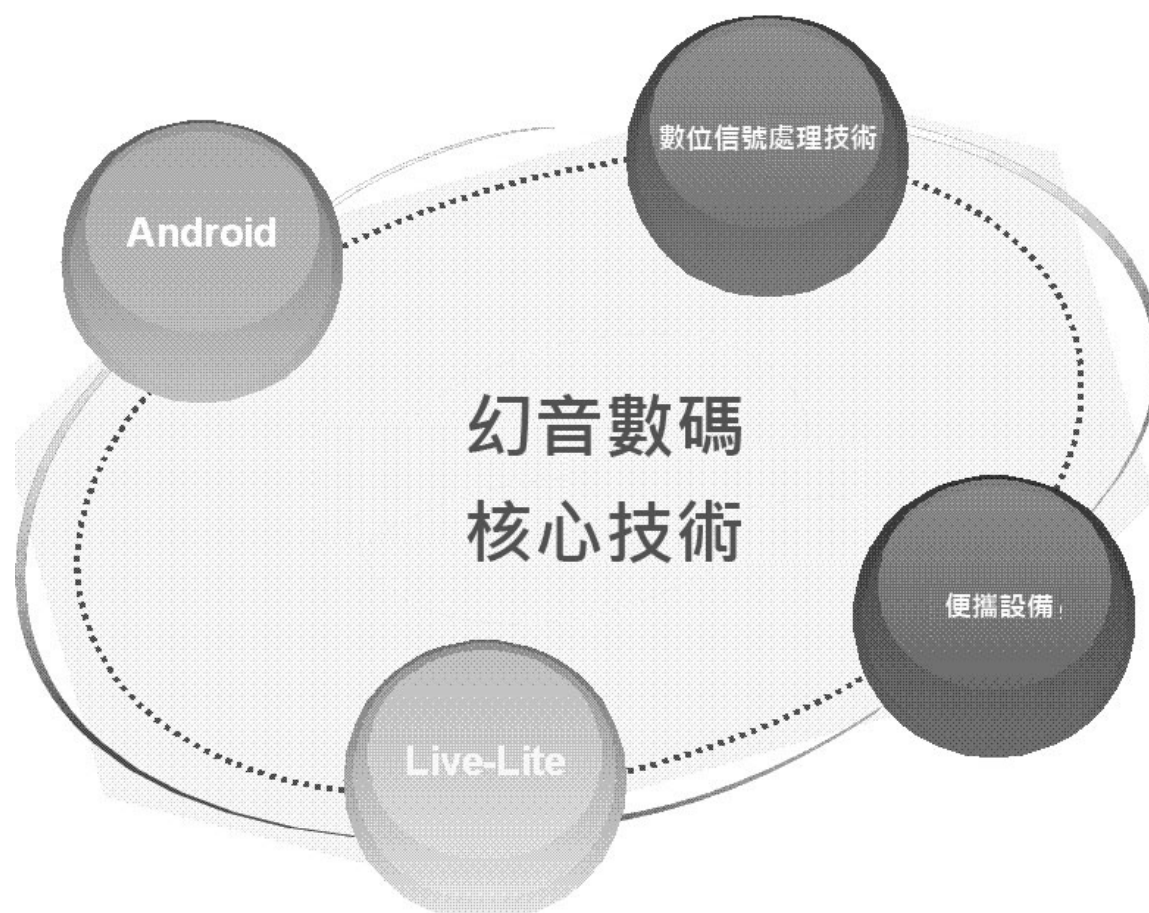 數位信號處理技術
Android
幻音數碼
核心技術
便攜設備
Live-Lite